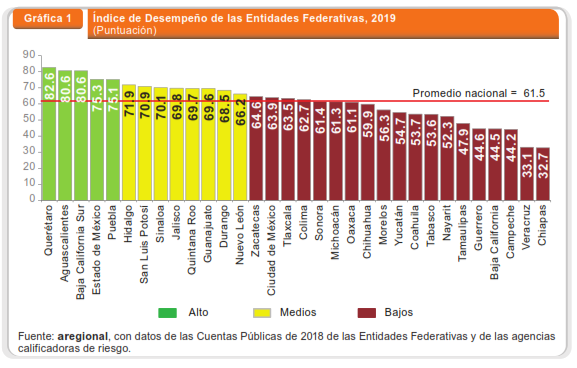 Gráfica 1
Índice de Desempeño de las Entidades Federativas, 2019
(Puntuación)
90
80
70
60
50
40
30
20
10
0
Promedio nacional = 61.5
82.6
80.6
80.6
75.3
75.1
71.9
70.9
70.1
69.8
69.7
69.6
68.5
66.2
64.6
63.9
63.5
62.7
61.4
61.3
61.1
59.9
56.3
54.7
53.7
53.6
52.3
47.9
44.6
44.5
44.2
33.1
32.7
Querétaro
Aguascalientes
Baja California Sur
Estado de México
Puebla
Hidalgo
San Luis Potosí
Sinaloa
Jalisco
Quintana Roo
Guanajuato
Durango
Nuevo León
Zacatecas
Ciudad de México
Tlaxcala
Colima
Sonora
Michoacán
Oaxaca
Chihuahua
Morelos
Yucatán
Coahuila
Tabasco
Nayarit
Tamaulipas
Guerrero
Baja California
Campeche
Veracruz
Chiapas
Alto
Medios
Bajos
Fuente: aregional, con datos de las Cuentas Públicas de 2018 de las Entidades Federativas y de las agencias
calificadoras de riesgo.